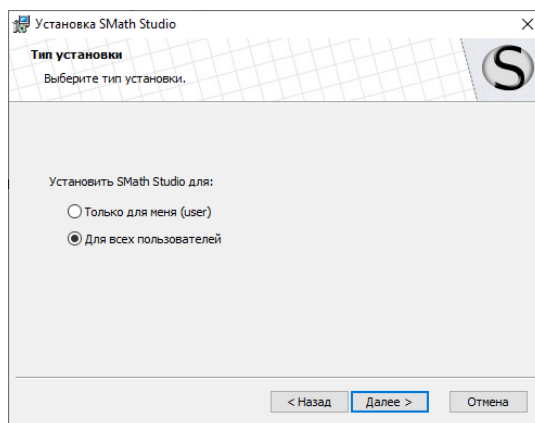 Установка SMath Studio
Тип установки
Выберите тип установки.
S
Установить SMath Studio для:
Только для меня (user)
Для всех пользователей
< Назад Далее > Отмена